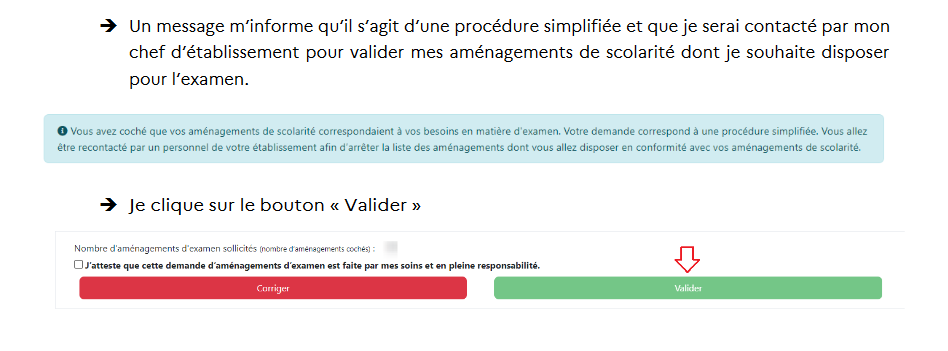 ➔ Un message m’informe qu’il s’agit d’une procédure simplifiée et que je serai contacté par mon
chef d’établissement pour valider mes aménagements de scolarité dont je souhaite disposer
pour l’examen.
Vous avez coché que vos aménagements de scolarité correspondaient à vos besoins en matière d'examen. Votre demande correspond à une procédure simplifiée. Vous allez
être recontacté par un personnel de votre établissement afin d'arrêter la liste des aménagements dont vous allez disposer en conformité avec vos aménagements de scolarité.
➔ Je clique sur le bouton « Valider »
Nombre d'aménagements d'examen sollicités (nombre d'aménagements cochés) :
J'atteste que cette demande d'aménagements d'examen est faite par mes soins et en pleine responsabilité.
Corriger
Valider